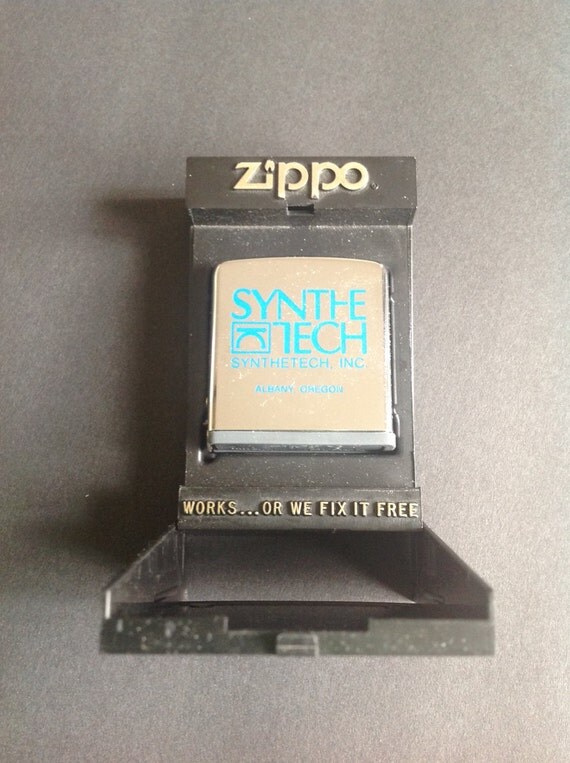 Zippo
SYNTHE
TECH
SYNTHETECH, INC
ALBANY, OREGON
WORKS...OR WE FIX IT FREE